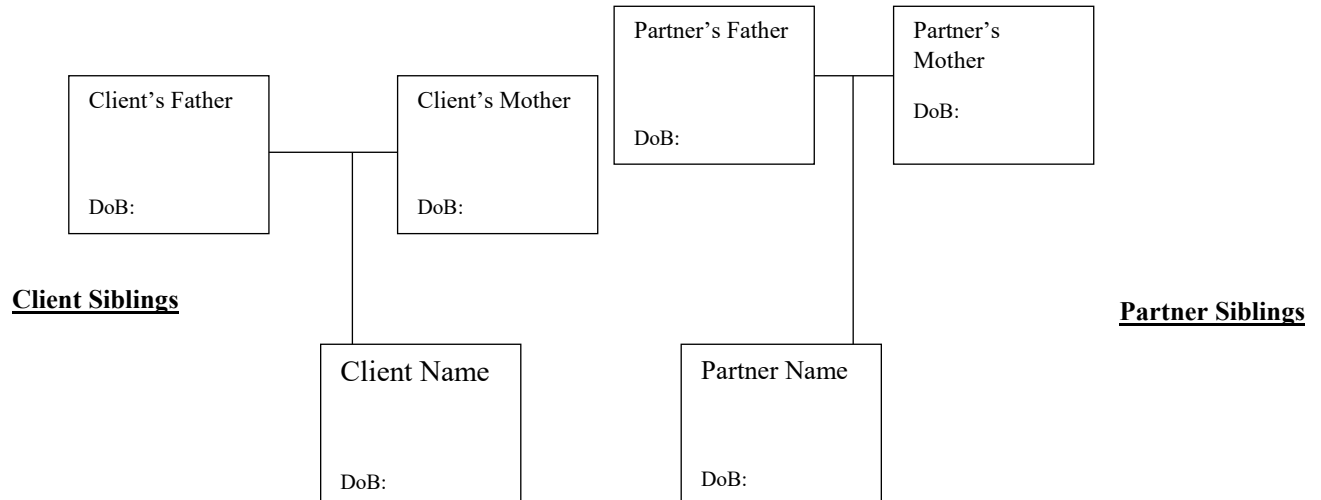 Partner’s Father
Partner’s
Mother
DoB:
DoB:
Client’s Father
Client’s Mother
DoB:
DoB:
Client Siblings
Partner Siblings
Client Name
Partner Name
DoB:
DoB: